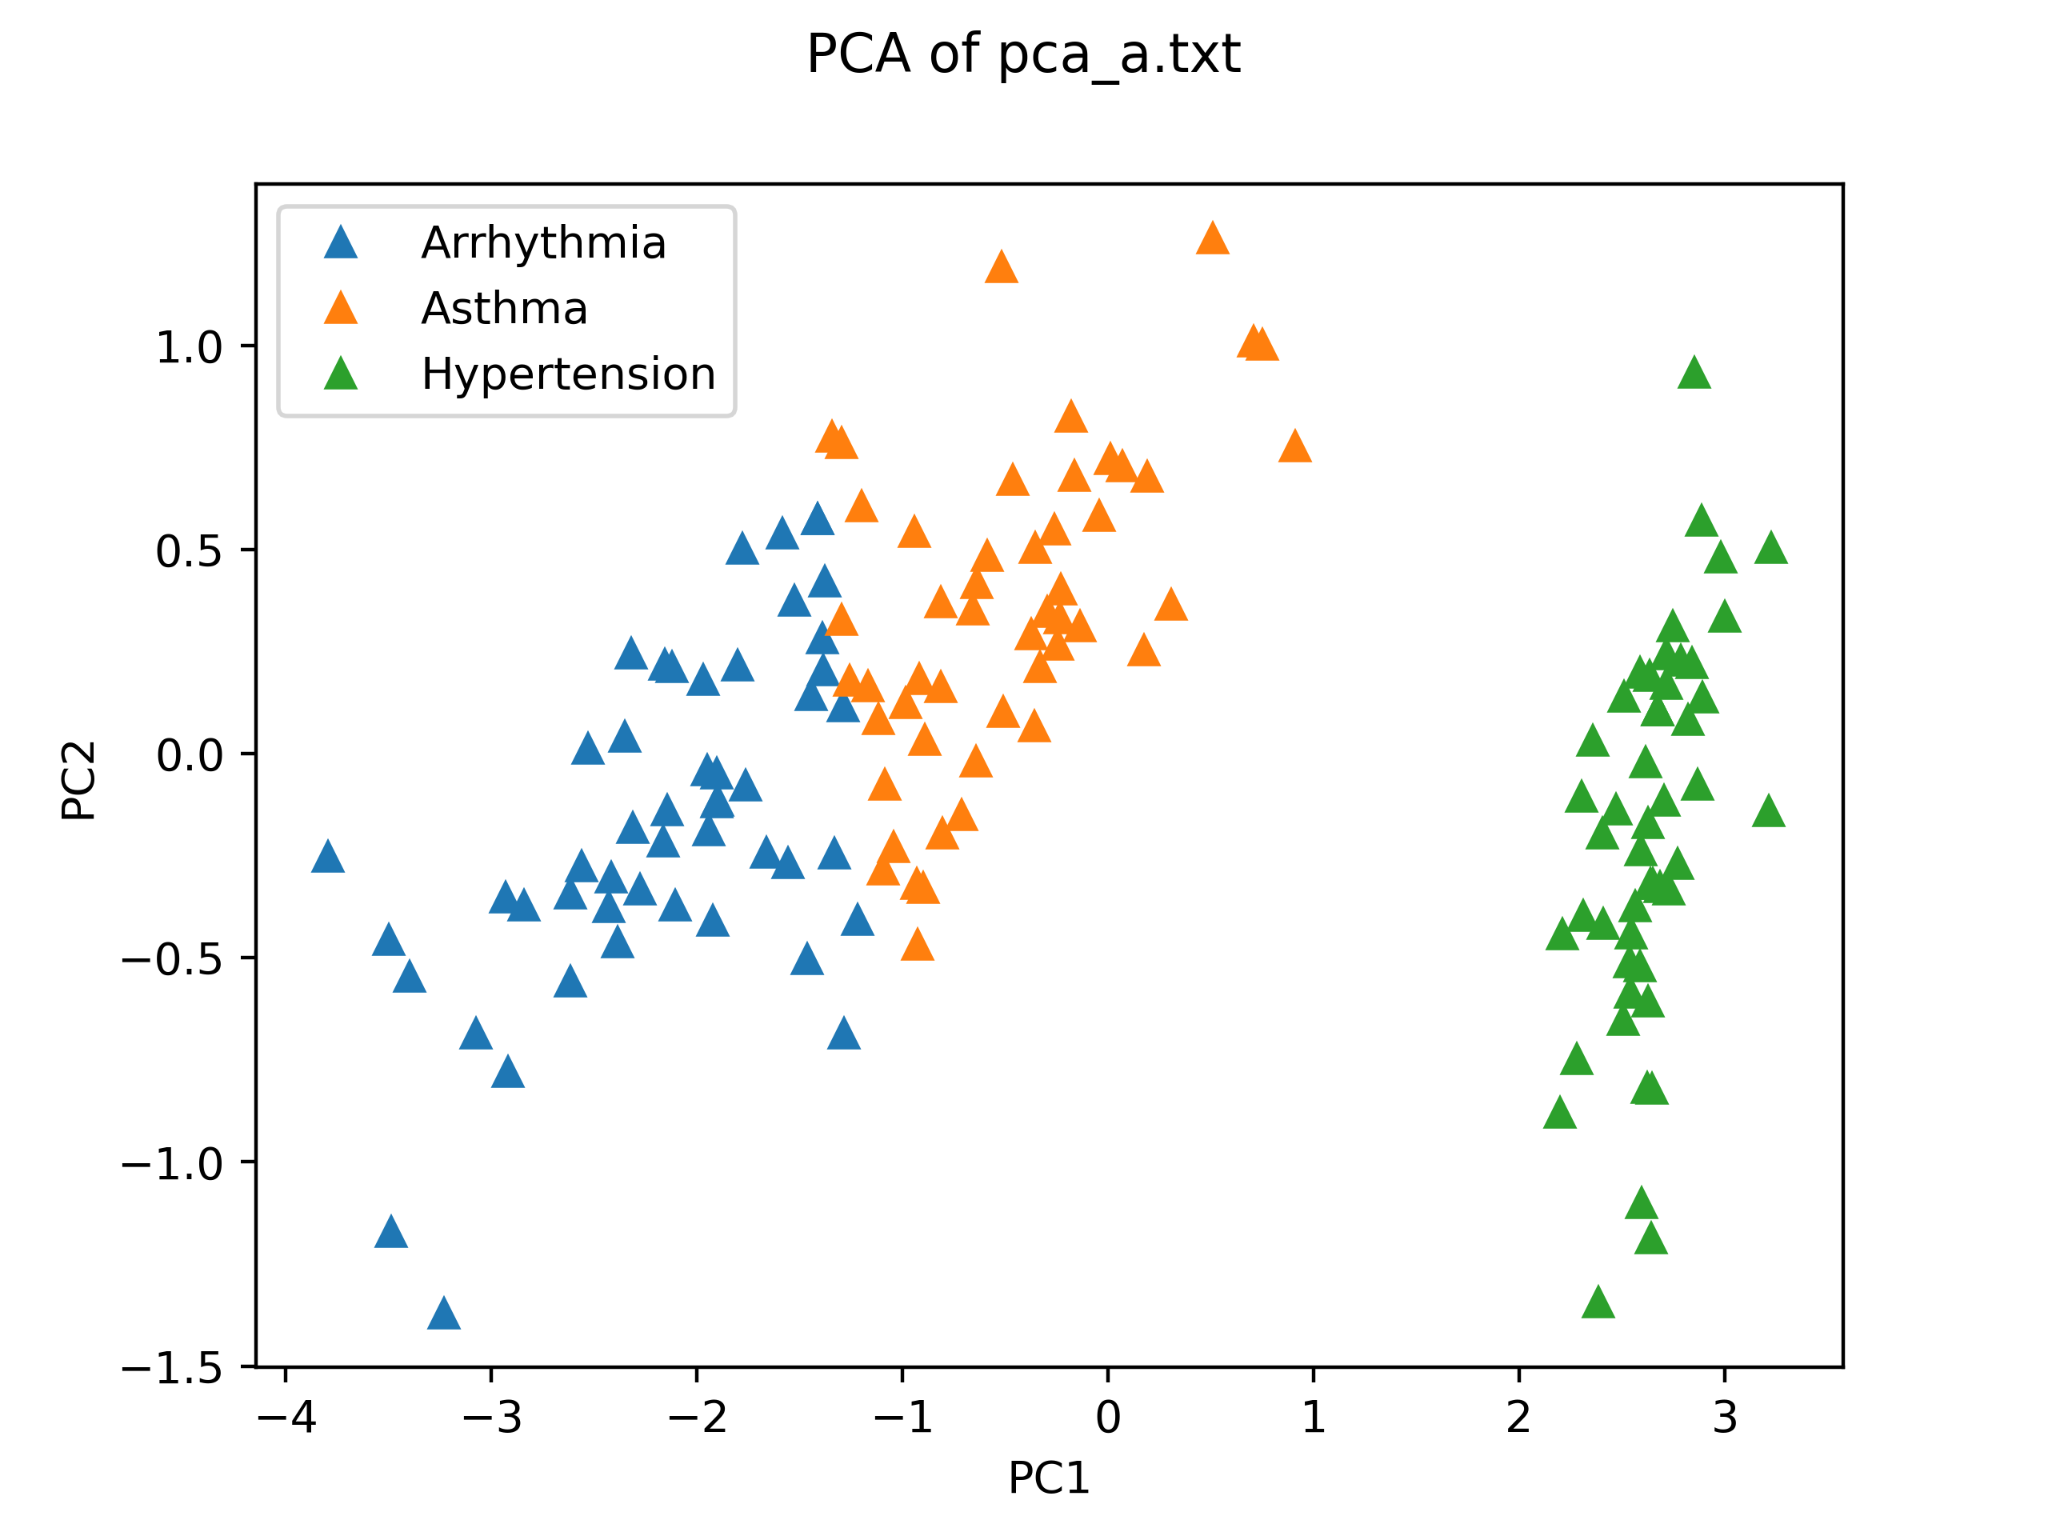 PCA of pca_a.txt
Arrhythmia
Asthma
Hypertension
1.0
0.5
0.0
−0.5
−1.0
−1.5
PC2
−4 −3 −2 −1 0 1 2 3
PC1